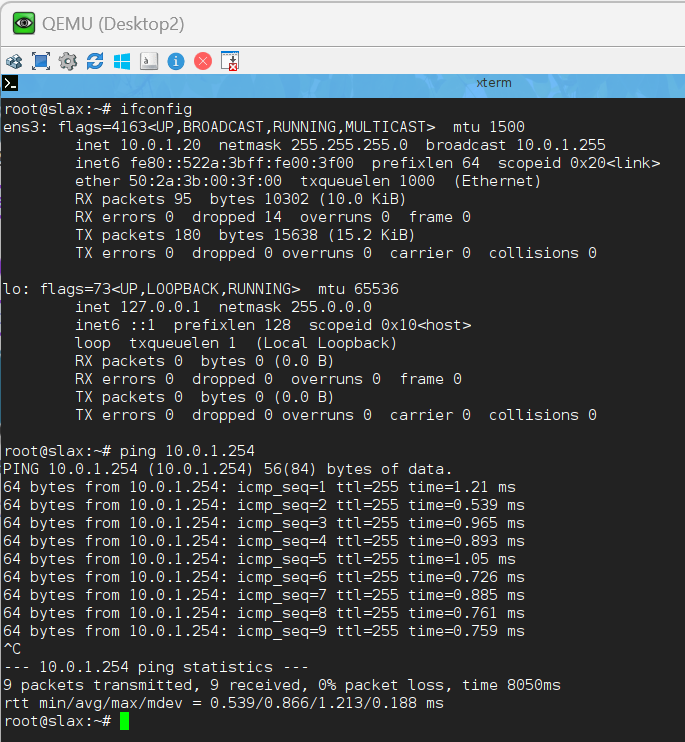 QEMU (Desktop2)
xterm
root@slax:~# ifconfig
ens3: flags=4163<UP,BROADCAST,RUNNING,MULTICAST>  mtu 1500
        inet 10.0.1.20  netmask 255.255.255.0  broadcast 10.0.1.255
        inet6 fe80::522a:3bff:fe00:3f00  prefixlen 64  scopeid 0x20<link>
        ether 50:2a:3b:00:3f:00  txqueuelen 1000  (Ethernet)
        RX packets 95  bytes 10302 (10.0 KiB)
        RX errors 0  dropped 14  overruns 0  frame 0
        TX packets 180  bytes 15638 (15.2 KiB)
        TX errors 0  dropped 0 overruns 0  carrier 0  collisions 0

lo: flags=73<UP,LOOPBACK,RUNNING>  mtu 65536
        inet 127.0.0.1  netmask 255.0.0.0
        inet6 ::1  prefixlen 128  scopeid 0x10<host>
        loop  txqueuelen 1  (Local Loopback)
        RX packets 0  bytes 0 (0.0 B)
        RX errors 0  dropped 0  overruns 0  frame 0
        TX packets 0  bytes 0 (0.0 B)
        TX errors 0  dropped 0 overruns 0  carrier 0  collisions 0

root@slax:~# ping 10.0.1.254
PING 10.0.1.254 (10.0.1.254) 56(84) bytes of data.
64 bytes from 10.0.1.254: icmp_seq=1 ttl=255 time=1.21 ms
64 bytes from 10.0.1.254: icmp_seq=2 ttl=255 time=0.539 ms
64 bytes from 10.0.1.254: icmp_seq=3 ttl=255 time=0.965 ms
64 bytes from 10.0.1.254: icmp_seq=4 ttl=255 time=0.893 ms
64 bytes from 10.0.1.254: icmp_seq=5 ttl=255 time=1.05 ms
64 bytes from 10.0.1.254: icmp_seq=6 ttl=255 time=0.726 ms
64 bytes from 10.0.1.254: icmp_seq=7 ttl=255 time=0.885 ms
64 bytes from 10.0.1.254: icmp_seq=8 ttl=255 time=0.761 ms
64 bytes from 10.0.1.254: icmp_seq=9 ttl=255 time=0.759 ms
^C
--- 10.0.1.254 ping statistics ---
9 packets transmitted, 9 received, 0% packet loss, time 8050ms
rtt min/avg/max/mdev = 0.539/0.866/1.213/0.188 ms
root@slax:~#